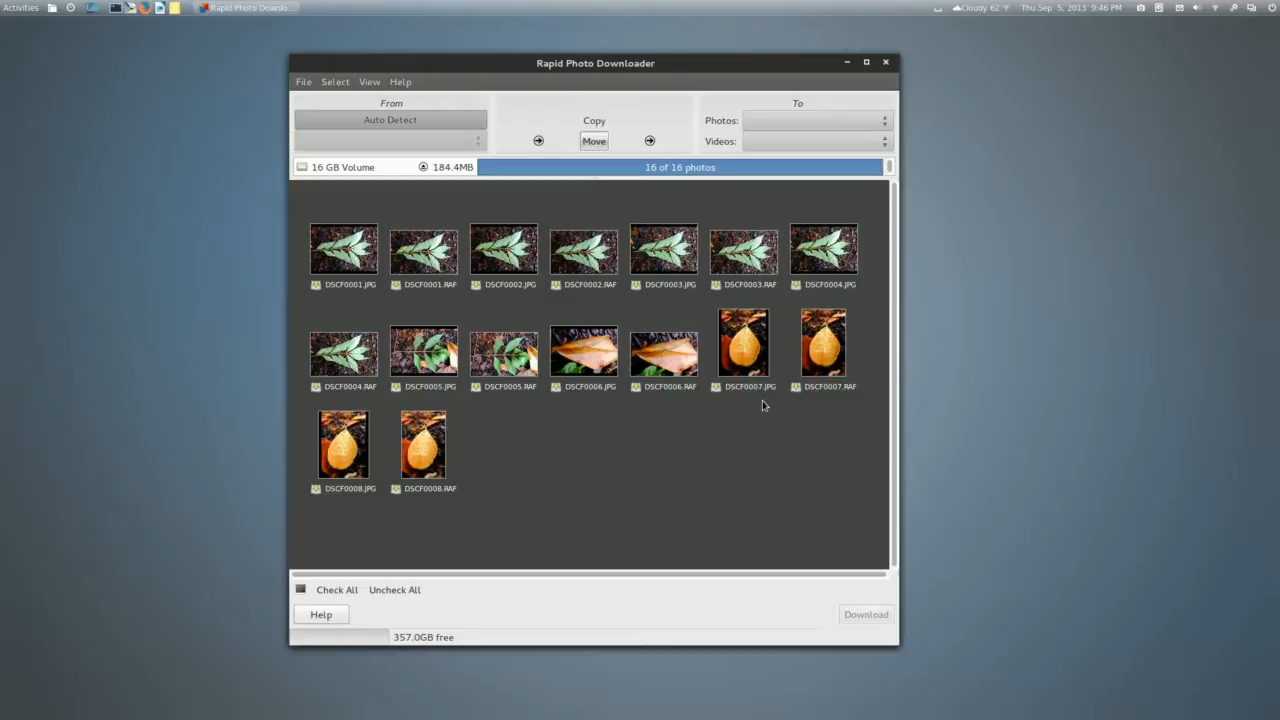 Activities
Rapid Photo Downlo...
Cloudy 62 °F
Thu Sep 5, 2013 9:46 PM
Rapid Photo Downloader
File Select View Help
From
To
Auto Detect
Copy
Photos:
Move
Videos:
16 GB Volume 184.4MB 16 of 16 photos
DSCF0001.JPG DSCF0001.RAF DSCF0002.JPG DSCF0002.RAF DSCF0003.JPG DSCF0003.RAF DSCF0004.JPG
DSCF0004.RAF DSCF0005.JPG DSCF0005.RAF DSCF0006.JPG DSCF0006.RAF DSCF0007.JPG DSCF0007.RAF
DSCF0008.JPG DSCF0008.RAF
Check All Uncheck All
Help Download
357.0GB free